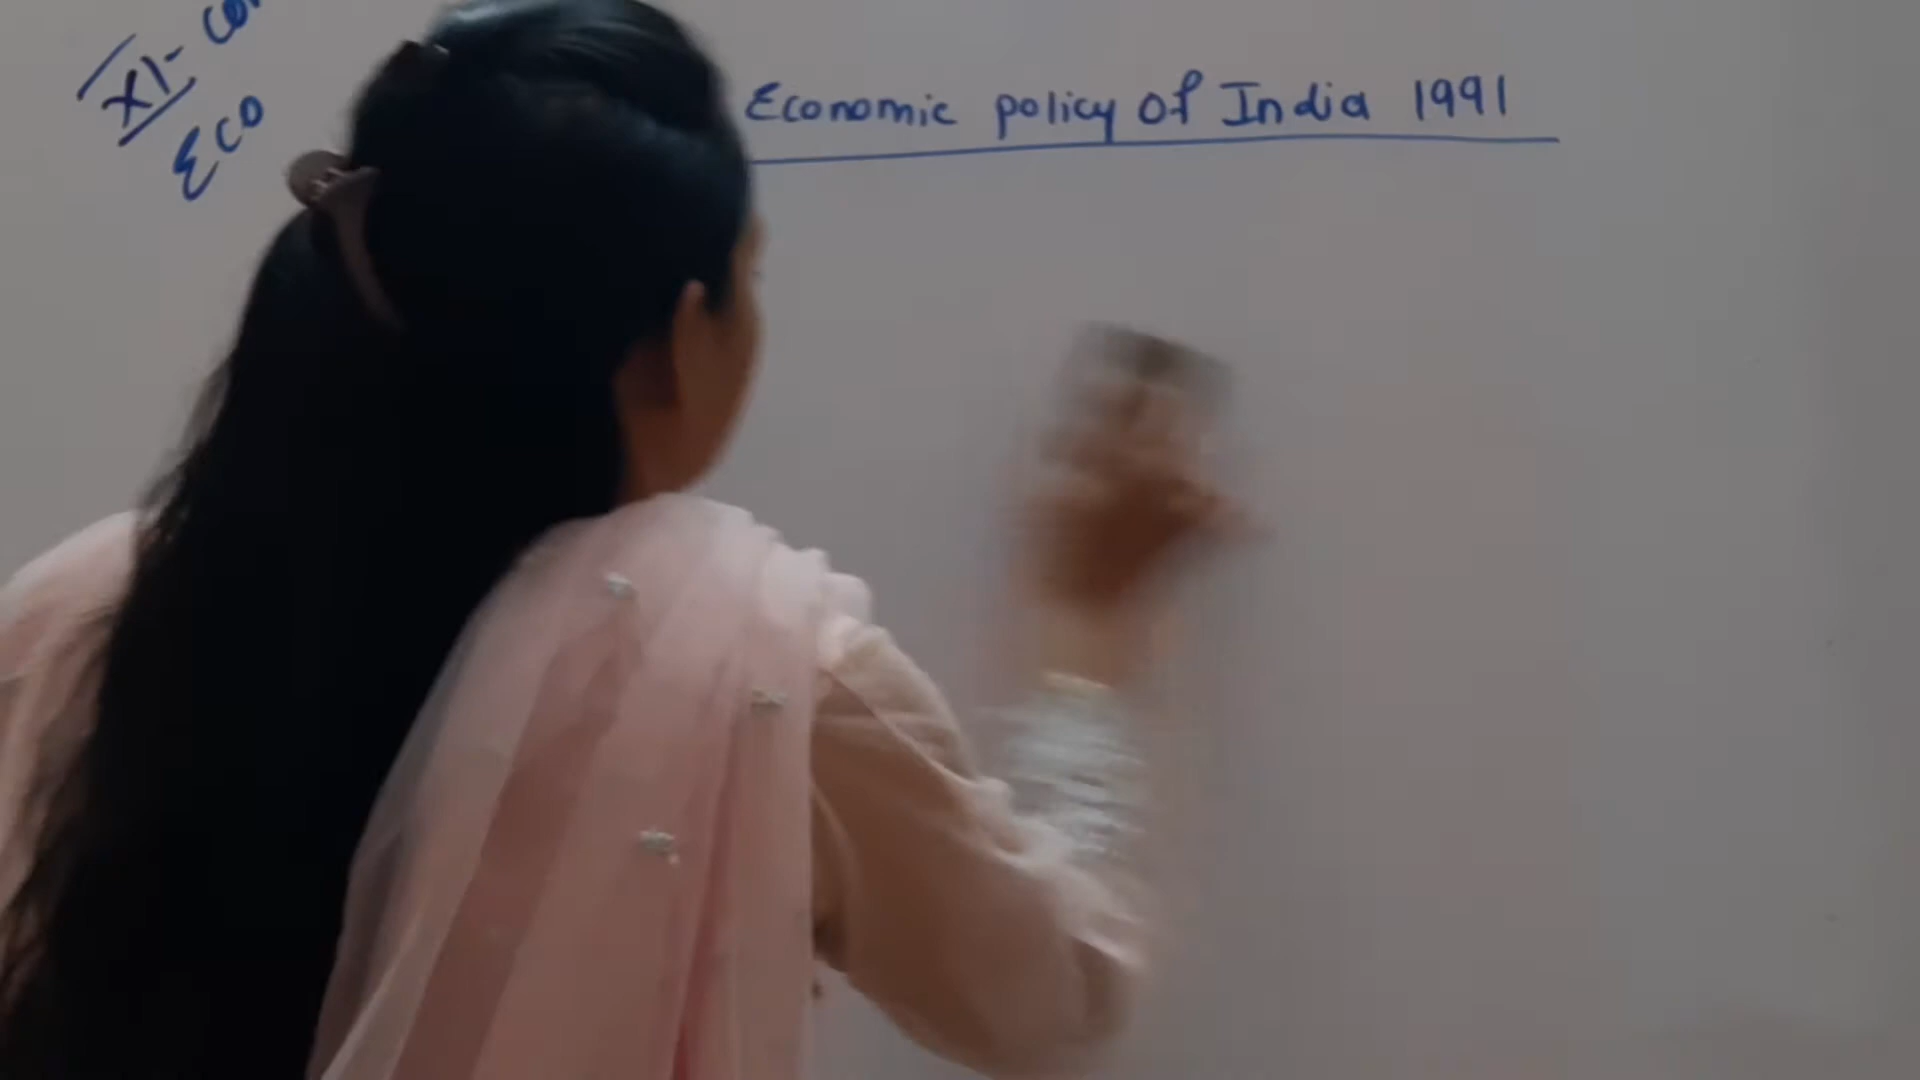 XI-
Eco
Economic policy of India 1991